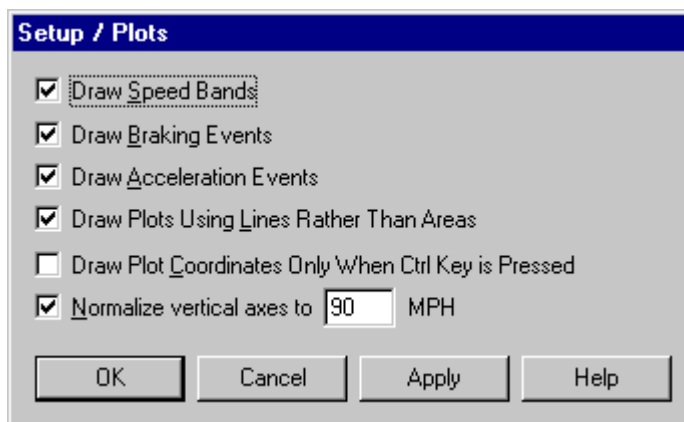 Setup / Plots
Draw Speed Bands
Draw Braking Events
Draw Acceleration Events
Draw Plots Using Lines Rather Than Areas
Draw Plot Coordinates Only When Ctrl Key is Pressed
Normalize vertical axes to 90 MPH
OK Cancel Apply Help